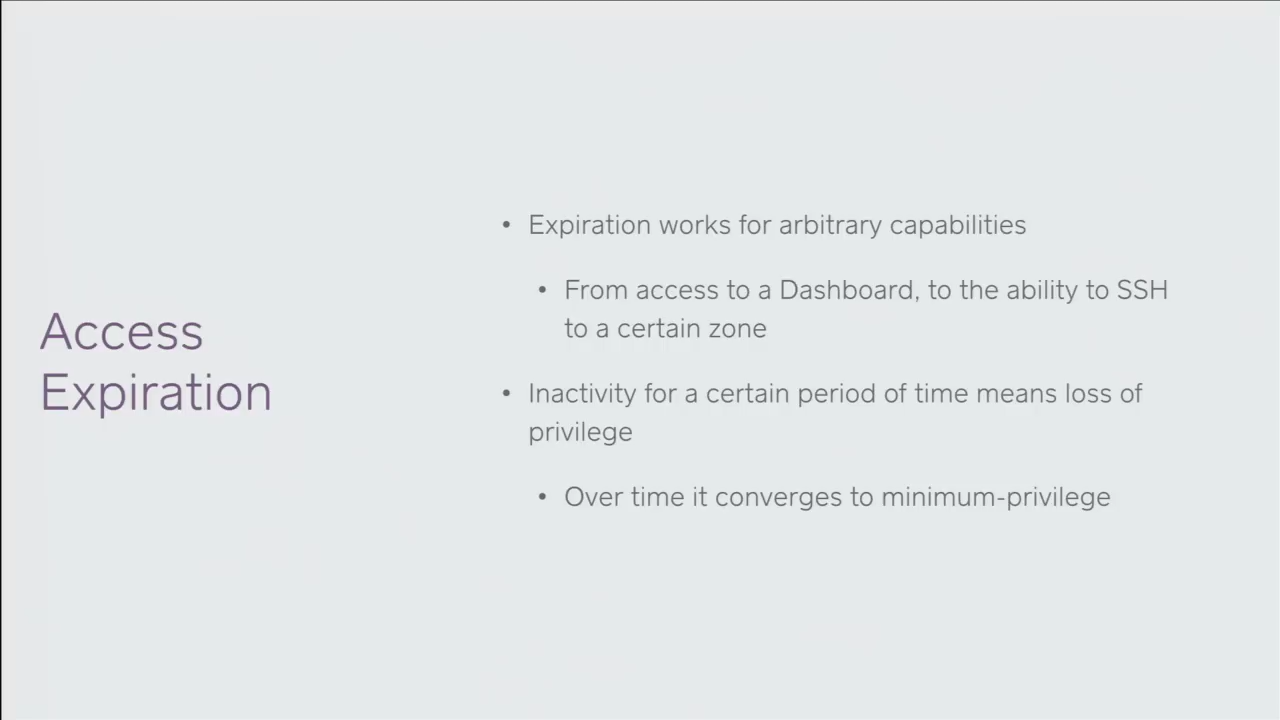 Access
Expiration
• Expiration works for arbitrary capabilities
• From access to a Dashboard, to the ability to SSH
to a certain zone
• Inactivity for a certain period of time means loss of
privilege
• Over time it converges to minimum-privilege